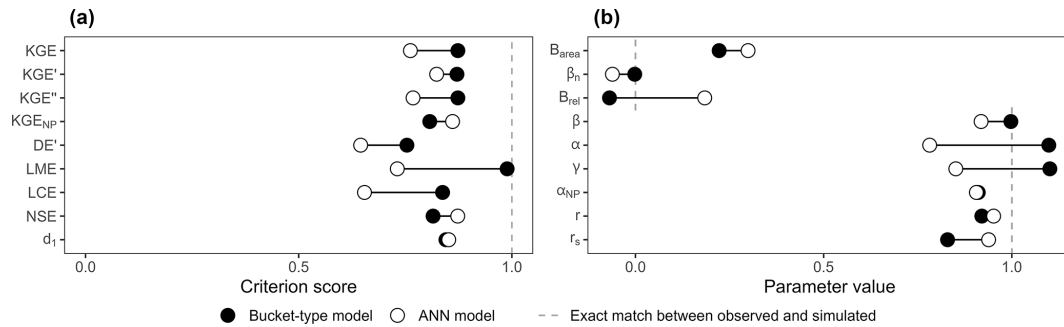 (a)
KGE
KGE'
KGE"
KGE_NP
DE'
LME
LCE
NSE
d₁
0.0 0.5 1.0
Criterion score
(b)
B_area
β_n
B_rel
β
α
γ
α_NP
r
r_s
0.0 0.5 1.0
Parameter value
Bucket-type model ANN model Exact match between observed and simulated